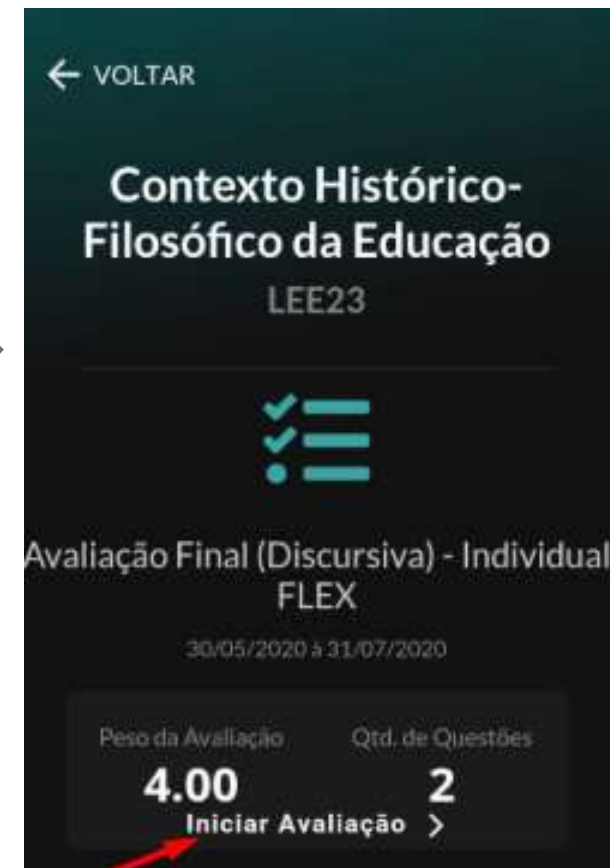 ← VOLTAR
Contexto Histórico-
Filosófico da Educação
LEE23
Avaliação Final (Discursiva) - Individual
FLEX
30/05/2020 à 31/07/2020
Peso da Avaliação Qtd. de Questões
4.00 2
Iniciar Avaliação >